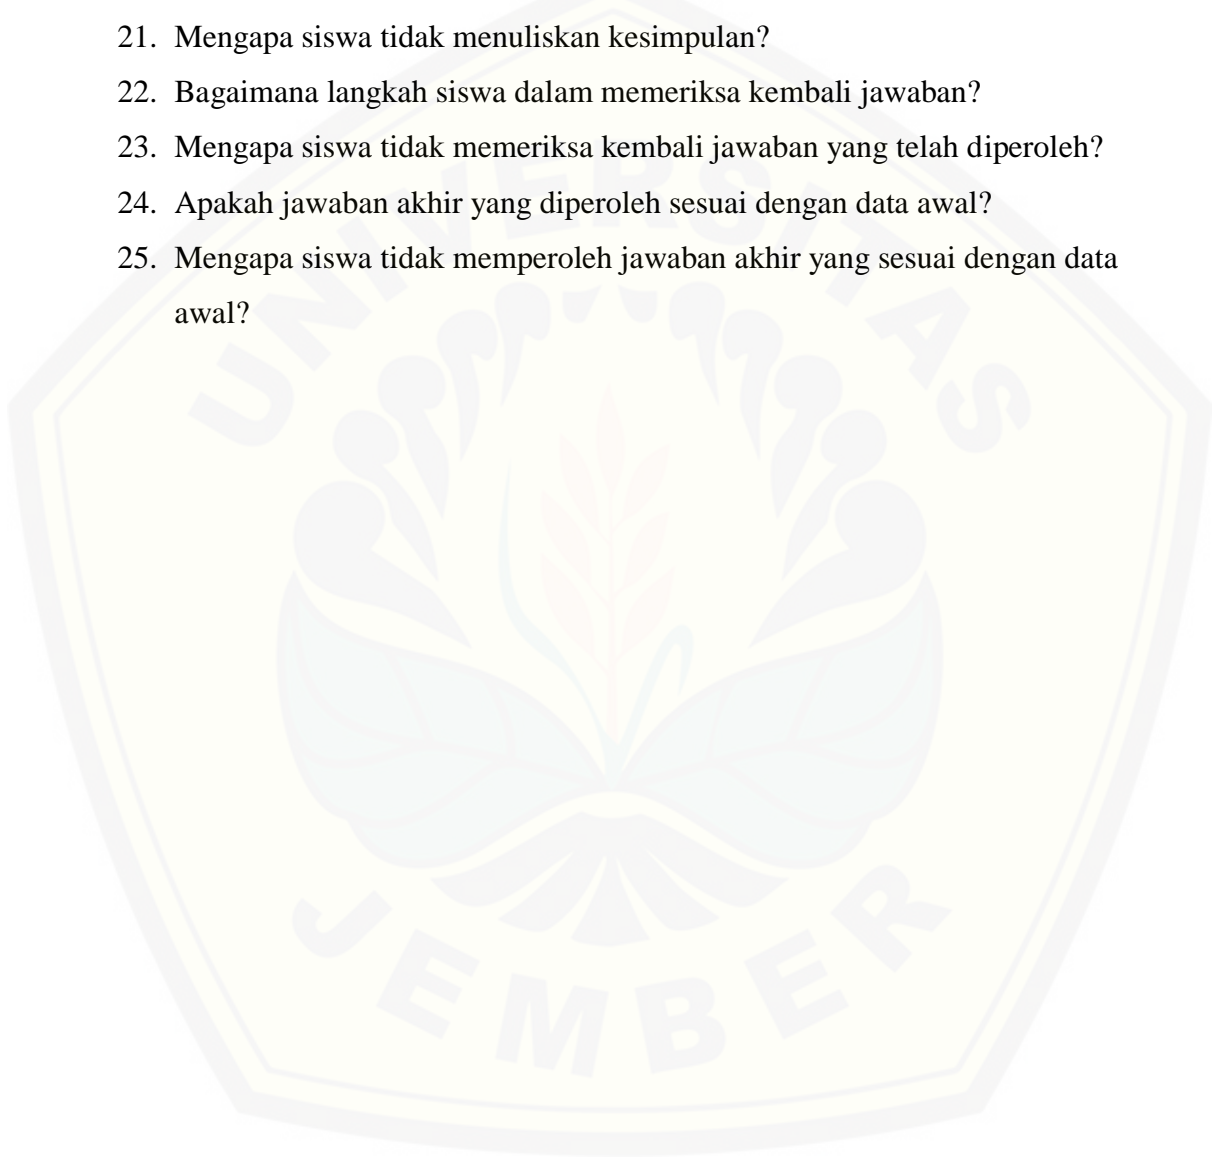 21. Mengapa siswa tidak menuliskan kesimpulan?
22. Bagaimana langkah siswa dalam memeriksa kembali jawaban?
23. Mengapa siswa tidak memeriksa kembali jawaban yang telah diperoleh?
24. Apakah jawaban akhir yang diperoleh sesuai dengan data awal?
25. Mengapa siswa tidak memperoleh jawaban akhir yang sesuai dengan data
awal?
UNIVERSITAS
JEMBER